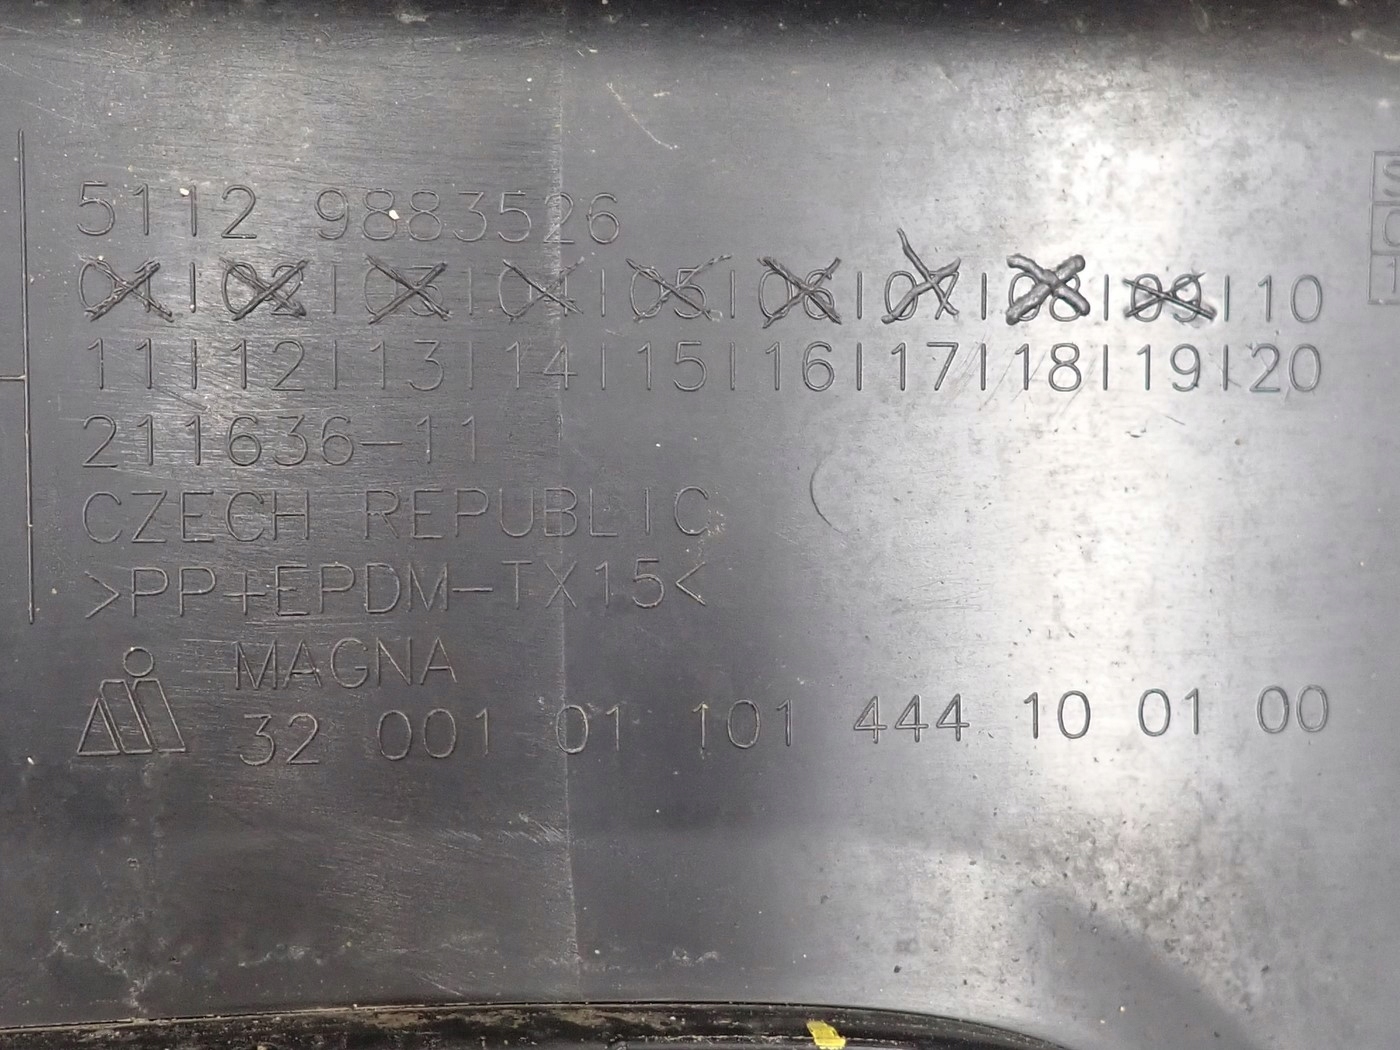 5112 9883526
01|02|03|04|05|06|07|08|09|10
11|12|13|14|15|16|17|18|19|20
211636-11
CZECH REPUBLIC
>PP+EPDM-TX15<
MAGNA
32 001 01 101 444 10 01 00